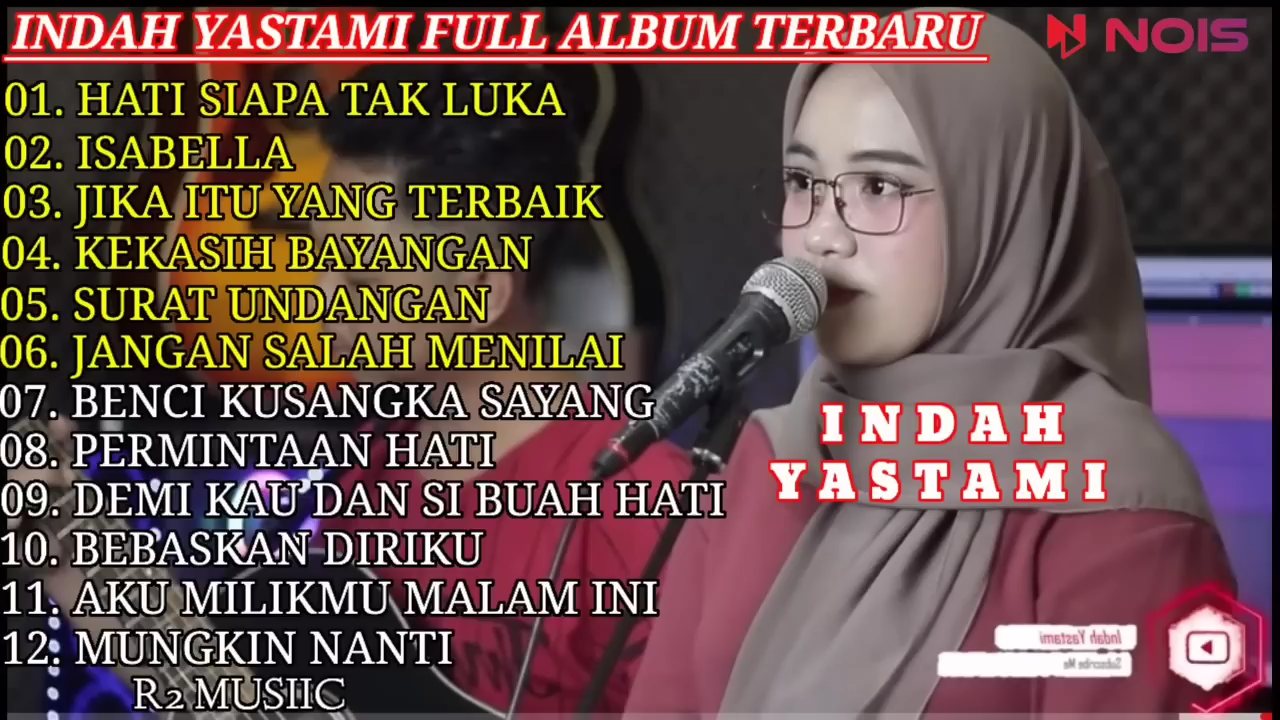 INDAH YASTAMI FULL ALBUM TERBARU
NOIS
01. HATI SIAPA TAK LUKA
02. ISABELLA
03. JIKA ITU YANG TERBAIK
04. KEKASIH BAYANGAN
05. SURAT UNDANGAN
06. JANGAN SALAH MENILAI
07. BENCI KUSANGKA SAYANG
08. PERMINTAAN HATI
09. DEMI KAU DAN SI BUAH HATI
10. BEBASKAN DIRIKU
11. AKU MILIKMU MALAM INI
12. MUNGKIN NANTI
R2 MUSIIC
INDAH
YASTAMI
Indah Yastami
Subscribe Me